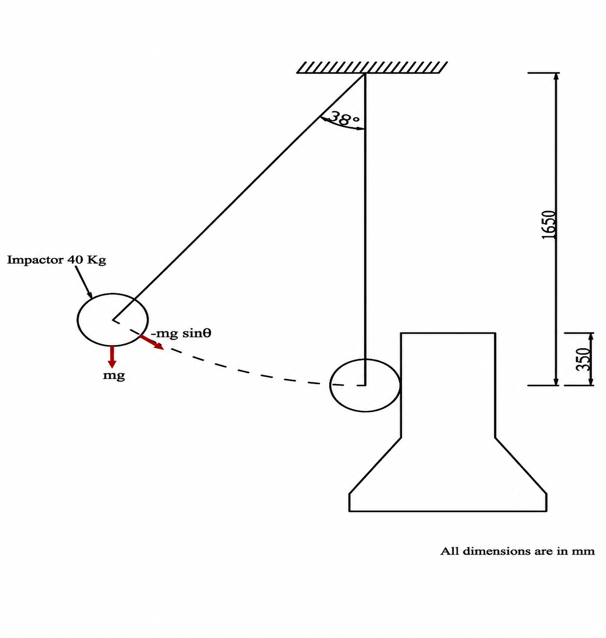 38°
1650
Impactor 40 Kg
-mg sinθ
mg
350
All dimensions are in mm